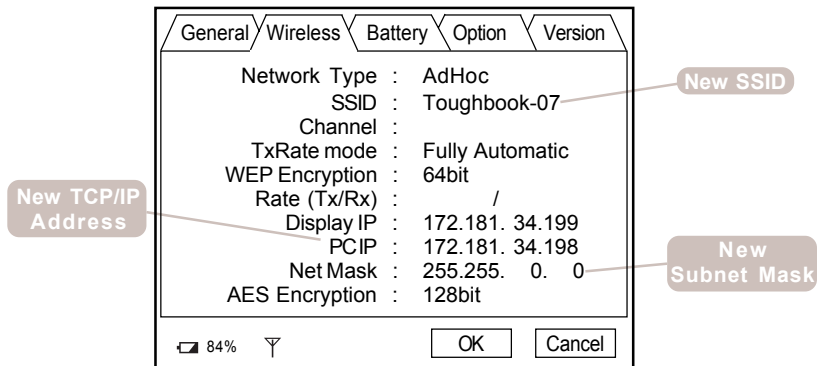 General Wireless Battery Option Version
Network Type : AdHoc
SSID : Toughbook-07
New SSID
Channel :
TxRate mode : Fully Automatic
WEP Encryption : 64bit
Rate (Tx/Rx) : /
New TCP/IP
Address
Display IP : 172.181. 34.199
PC IP : 172.181. 34.198
Net Mask : 255.255. 0. 0
New
Subnet Mask
AES Encryption : 128bit
84% OK Cancel